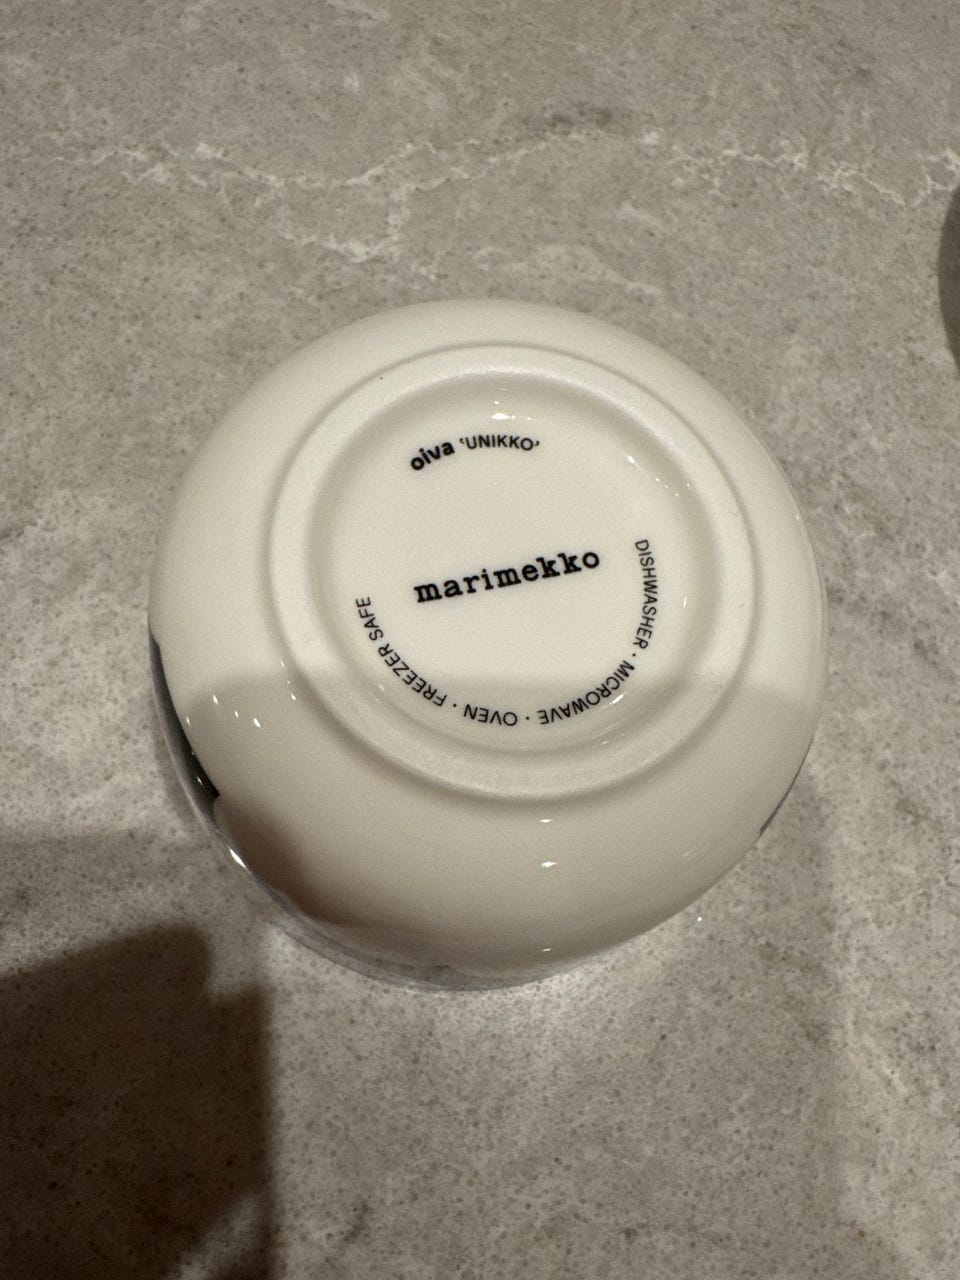 oiva ‘UNIKKO’
marimekko
DISHWASHER · MICROWAVE · OVEN · FREEZER SAFE